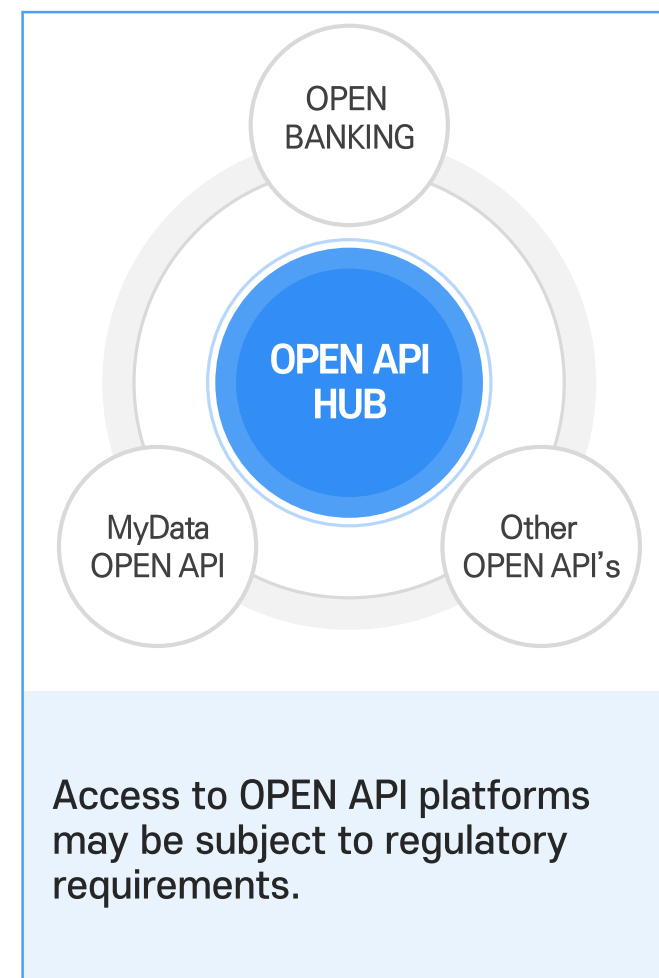 OPEN
BANKING
OPEN API
HUB
MyData
OPEN API
Other
OPEN API's
Access to OPEN API platforms
may be subject to regulatory
requirements.